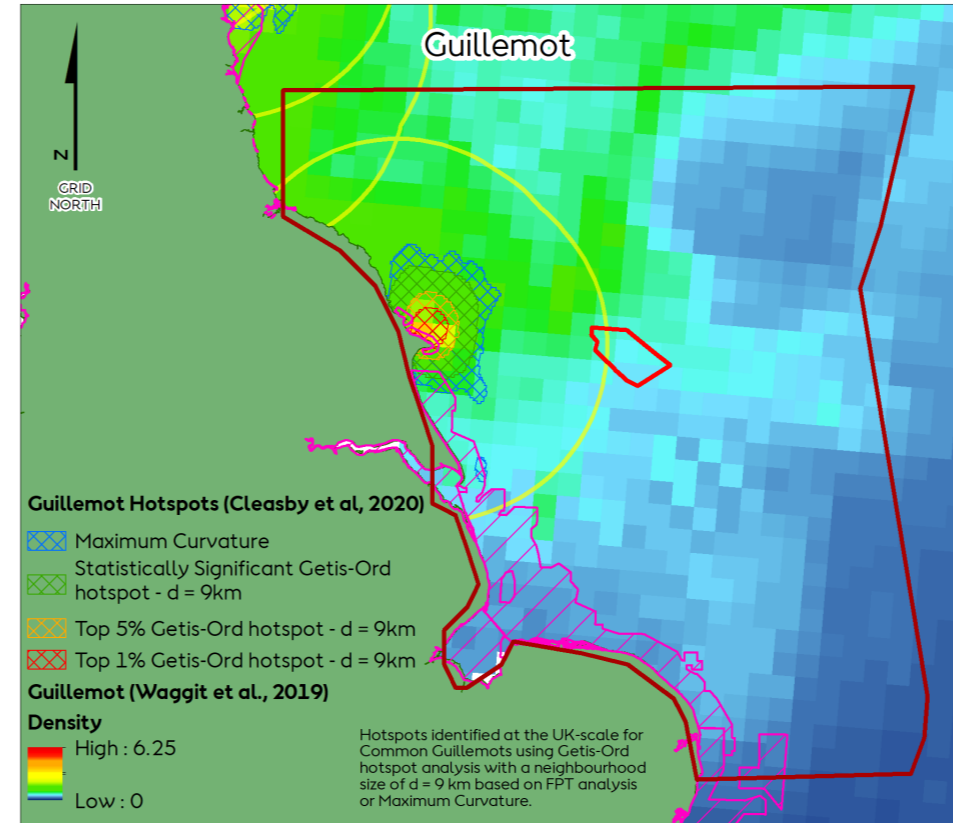 Guillemot
N
GRID
NORTH
Guillemot Hotspots (Cleasby et al, 2020)
Maximum Curvature
Statistically Significant Getis-Ord
hotspot - d = 9km
Top 5% Getis-Ord hotspot - d = 9km
Top 1% Getis-Ord hotspot - d = 9km
Guillemot (Waggit et al., 2019)
Density
High : 6.25
Low : 0
Hotspots identified at the UK-scale for
Common Guillemots using Getis-Ord
hotspot analysis with a neighbourhood
size of d = 9 km based on FPT analysis
or Maximum Curvature.